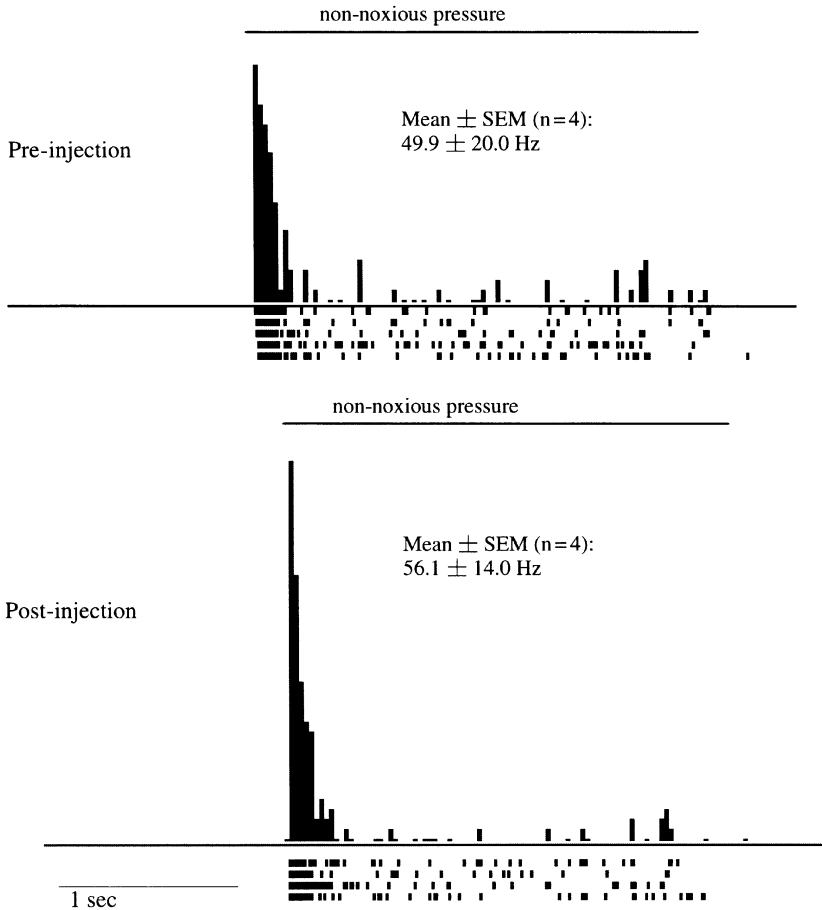 non-noxious pressure
Mean ± SEM (n=4):
49.9 ± 20.0 Hz
Pre-injection
non-noxious pressure
Mean ± SEM (n=4):
56.1 ± 14.0 Hz
Post-injection
1 sec